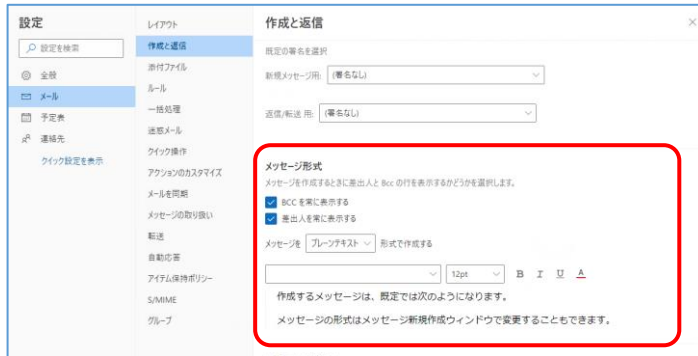 設定
設定を検索
全般
メール
予定表
連絡先
クイック設定を表示
レイアウト
作成と返信
添付ファイル
ルール
一括処理
迷惑メール
クイック操作
アクションのカスタマイズ
メールを同期
メッセージの取り扱い
転送
自動応答
アイテム保持ポリシー
S/MIME
グループ
作成と返信
既定の署名を選択
新規メッセージ用: (署名なし)
返信/転送 用: (署名なし)
メッセージ形式
メッセージを作成するときに差出人と Bcc の行を表示するかどうかを選択します。
BCC を常に表示する
差出人を常に表示する
メッセージを プレーンテキスト 形式で作成する
12pt B I U A
作成するメッセージは、既定では次のようになります。
メッセージの形式はメッセージ新規作成ウィンドウで変更することもできます。